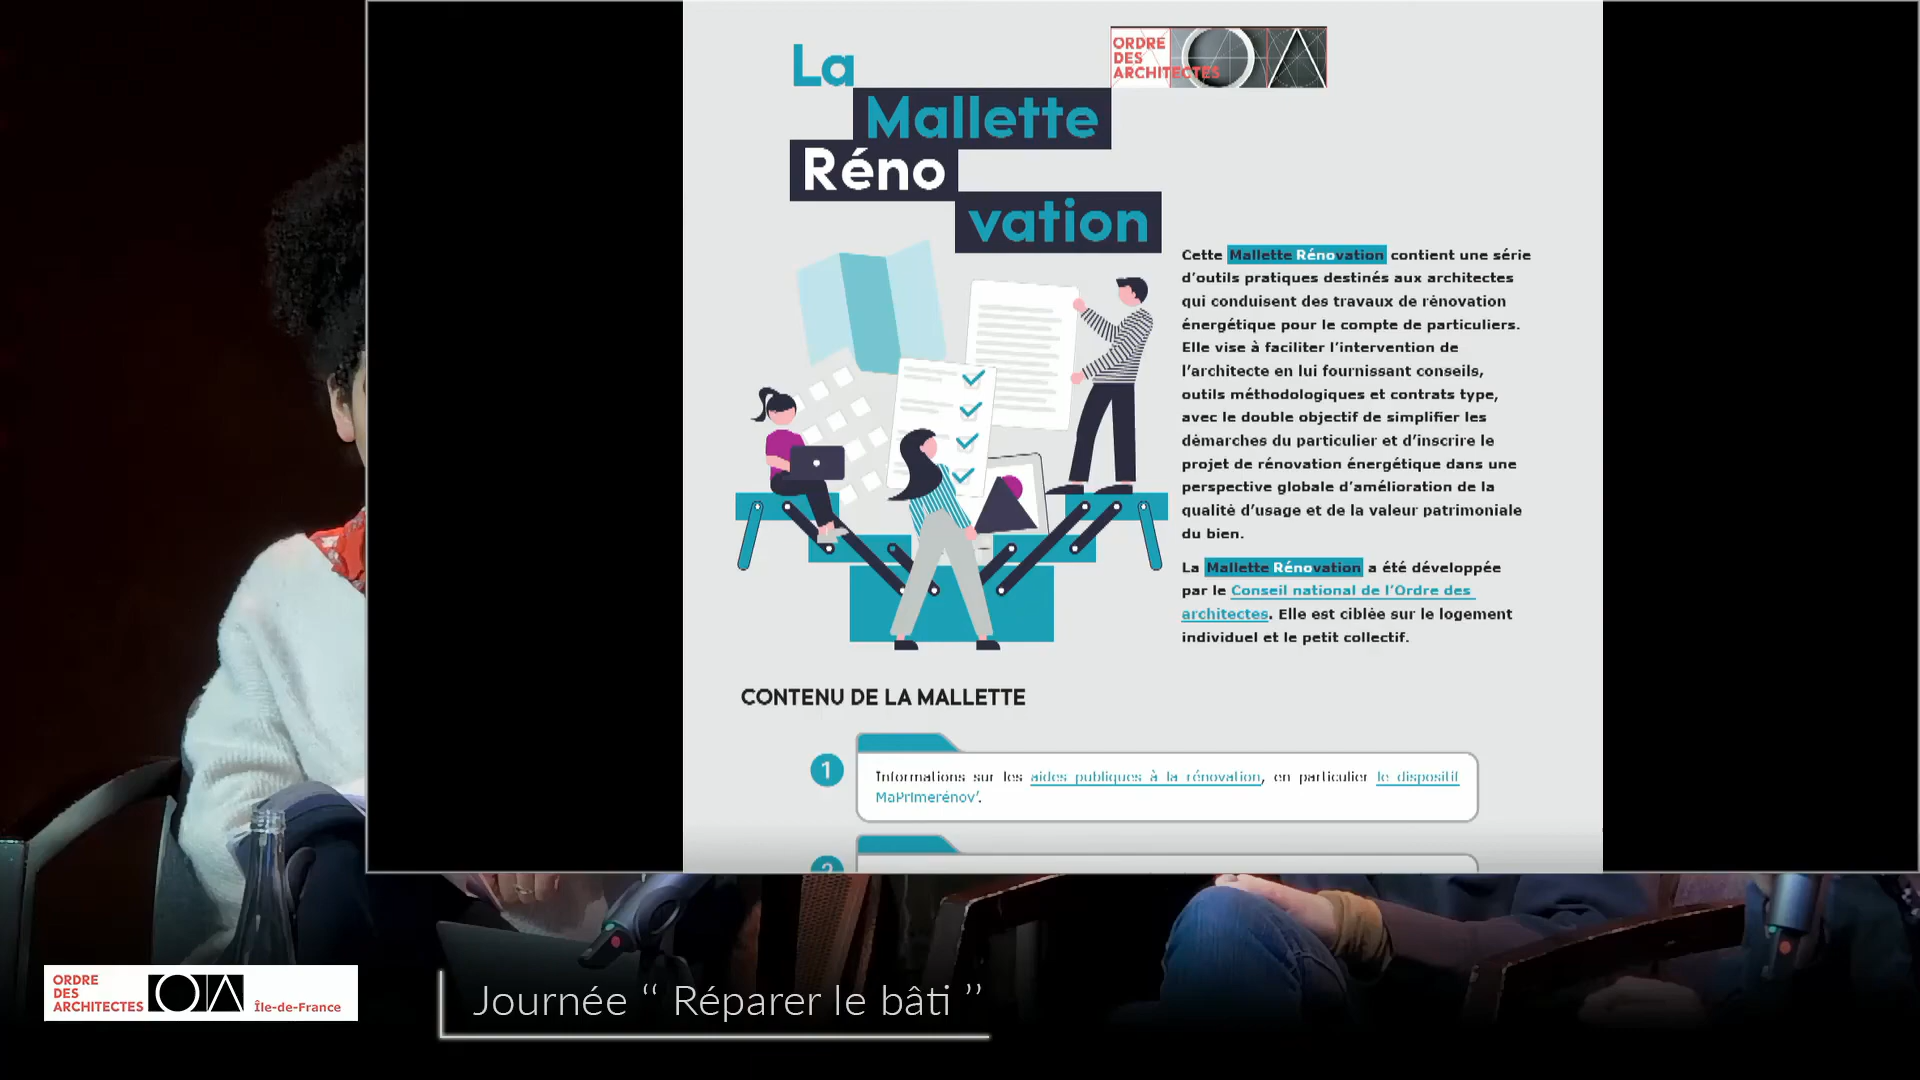 La
Mallette
Réno
vation
ORDRE
DES
ARCHITECTES
Cette Mallette Rénovation contient une série
d’outils pratiques destinés aux architectes
qui conduisent des travaux de rénovation
énergétique pour le compte de particuliers.
Elle vise à faciliter l’intervention de
l’architecte en lui fournissant conseils,
outils méthodologiques et contrats type,
avec le double objectif de simplifier les
démarches du particulier et d’inscrire le
projet de rénovation énergétique dans une
perspective globale d’amélioration de la
qualité d’usage et de la valeur patrimoniale
du bien.
La Mallette Rénovation a été développée
par le Conseil national de l’Ordre des
architectes. Elle est ciblée sur le logement
individuel et le petit collectif.
CONTENU DE LA MALLETTE
1
Informations sur les aides publiques à la rénovation, en particulier le dispositif
MaPrimerénov’.
2
ORDRE
DES
ARCHITECTES
Île-de-France
Journée “ Réparer le bâti ”